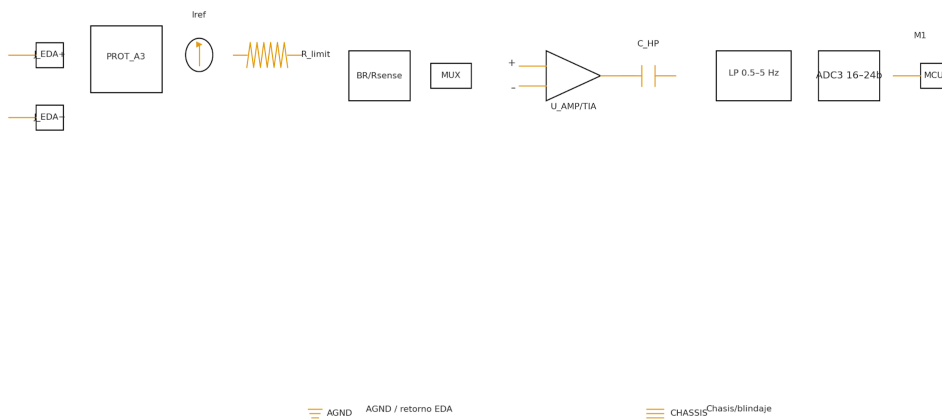 Iref
M1
C_HP
J_EDA+
PROT_A3
R_limit
+
BR/Rsense
MUX
LP 0.5–5 Hz
ADC3 16–24b
MCU
–
U_AMP/TIA
J_EDA−
AGND
AGND / retorno EDA
CHASSIS
Chasis/blindaje